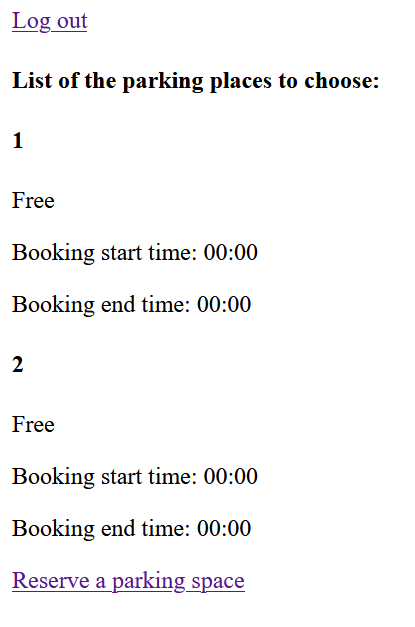 Log out
List of the parking places to choose:
1
Free
Booking start time: 00:00
Booking end time: 00:00
2
Free
Booking start time: 00:00
Booking end time: 00:00
Reserve a parking space